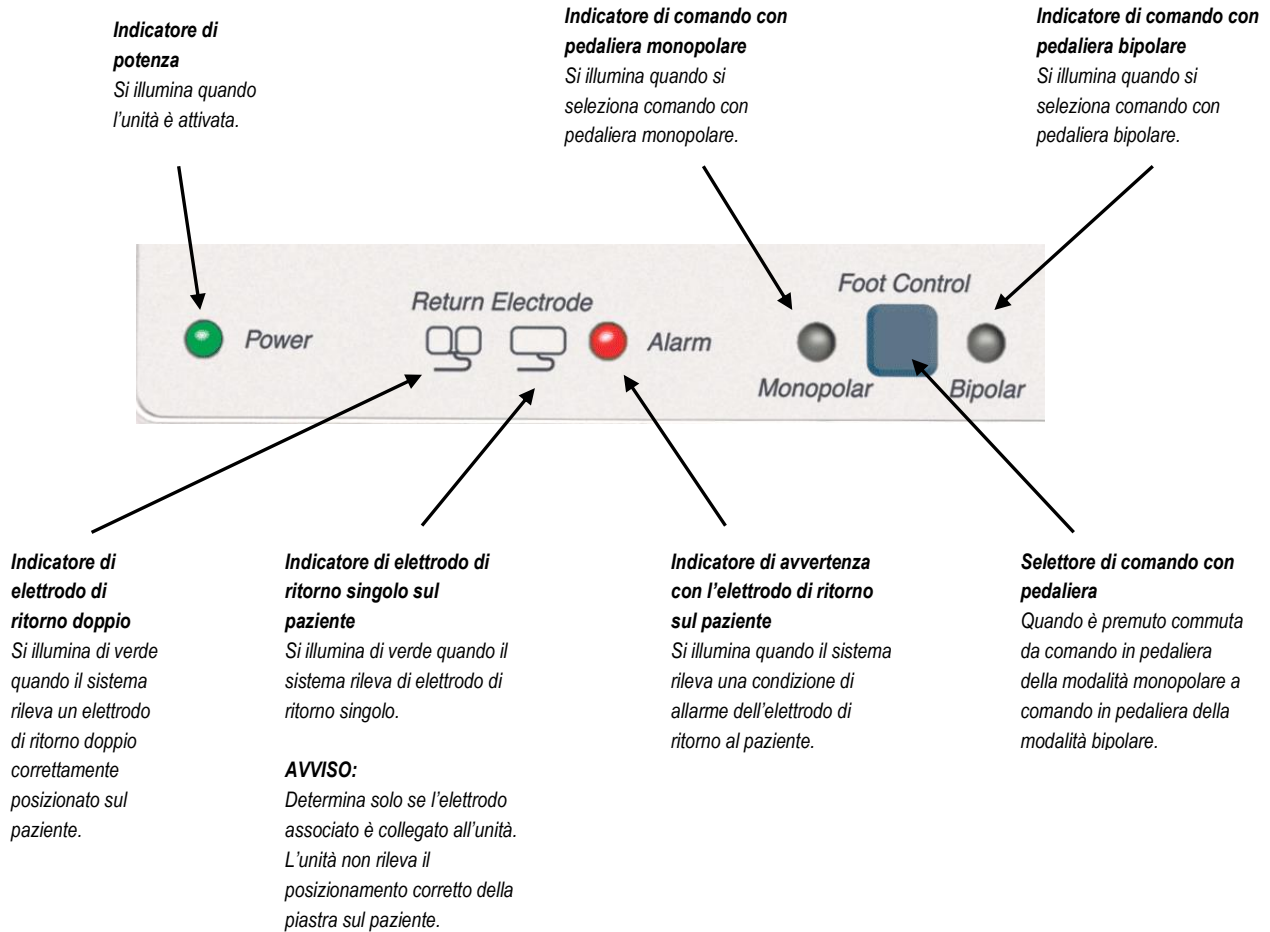 Indicatore di
potenza
Si illumina quando
l'unità è attivata.
Indicatore di comando con
pedaliera monopolare
Si illumina quando si
seleziona comando con
pedaliera monopolare.
Indicatore di comando con
pedaliera bipolare
Si illumina quando si
seleziona comando con
pedaliera bipolare.
Power
Return Electrode
Alarm
Foot Control
Monopolar
Bipolar
Indicatore di
elettrodo di
ritorno doppio
Si illumina di verde
quando il sistema
rileva un elettrodo
di ritorno doppio
correttamente
posizionato sul
paziente.
Indicatore di elettrodo di
ritorno singolo sul
paziente
Si illumina di verde quando il
sistema rileva di elettrodo di
ritorno singolo.
AVVISO:
Determina solo se l'elettrodo
associato è collegato all'unità.
L'unità non rileva il
posizionamento corretto della
piastra sul paziente.
Indicatore di avvertenza
con l'elettrodo di ritorno
sul paziente
Si illumina quando il sistema
rileva una condizione di
allarme dell'elettrodo di
ritorno al paziente.
Selettore di comando con
pedaliera
Quando è premuto commuta
da comando in pedaliera
della modalità monopolare a
comando in pedaliera della
modalità bipolare.